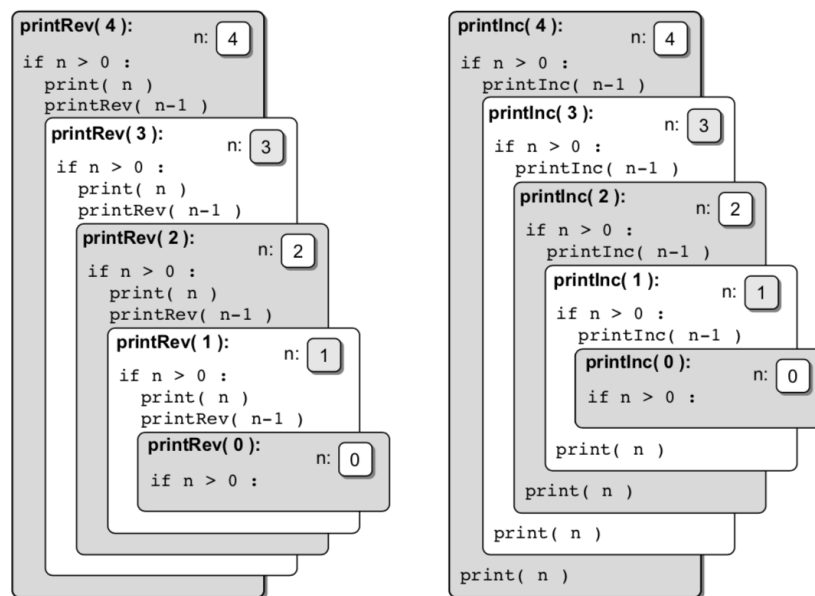 printRev( 4 ):
n: 4
if n > 0 :
print( n )
printRev( n-1 )
printRev( 3 ):
n: 3
if n > 0 :
print( n )
printRev( n-1 )
printRev( 2 ):
n: 2
if n > 0 :
print( n )
printRev( n-1 )
printRev( 1 ):
n: 1
if n > 0 :
print( n )
printRev( n-1 )
printRev( 0 ):
n: 0
if n > 0 :
printInc( 4 ):
n: 4
if n > 0 :
printInc( n-1 )
printInc( 3 ):
n: 3
if n > 0 :
printInc( n-1 )
printInc( 2 ):
n: 2
if n > 0 :
printInc( n-1 )
printInc( 1 ):
n: 1
if n > 0 :
printInc( n-1 )
printInc( 0 ):
n: 0
if n > 0 :
print( n )
print( n )
print( n )
print( n )